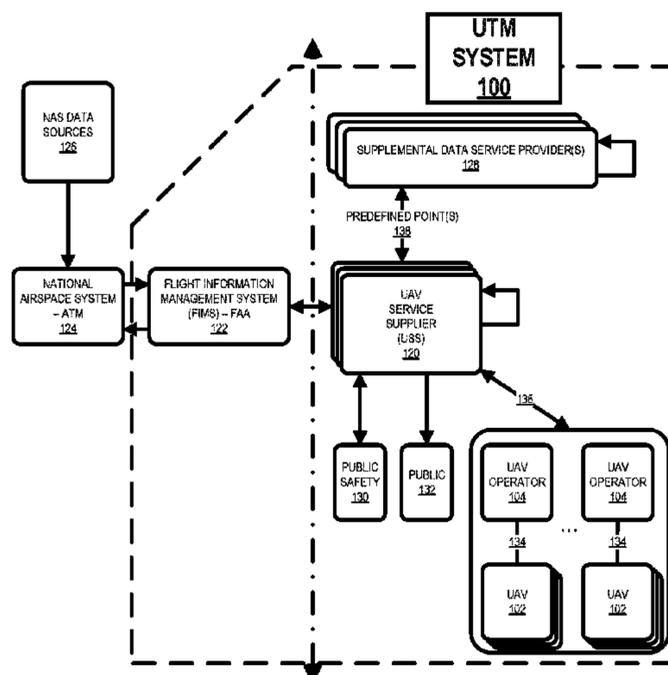 UTM
SYSTEM
100
NAS DATA
SOURCES
126
SUPPLEMENTAL DATA SERVICE PROVIDER(S)
128
PREDEFINED POINT(S)
138
NATIONAL
AIRSPACE SYSTEM
– ATM
124
FLIGHT INFORMATION
MANAGEMENT SYSTEM
(FIMS) – FAA
122
UAV
SERVICE
SUPPLIER
(USS)
120
136
PUBLIC
SAFETY
130
PUBLIC
132
UAV
OPERATOR
104
UAV
OPERATOR
104
...
134
134
UAV
102
UAV
102